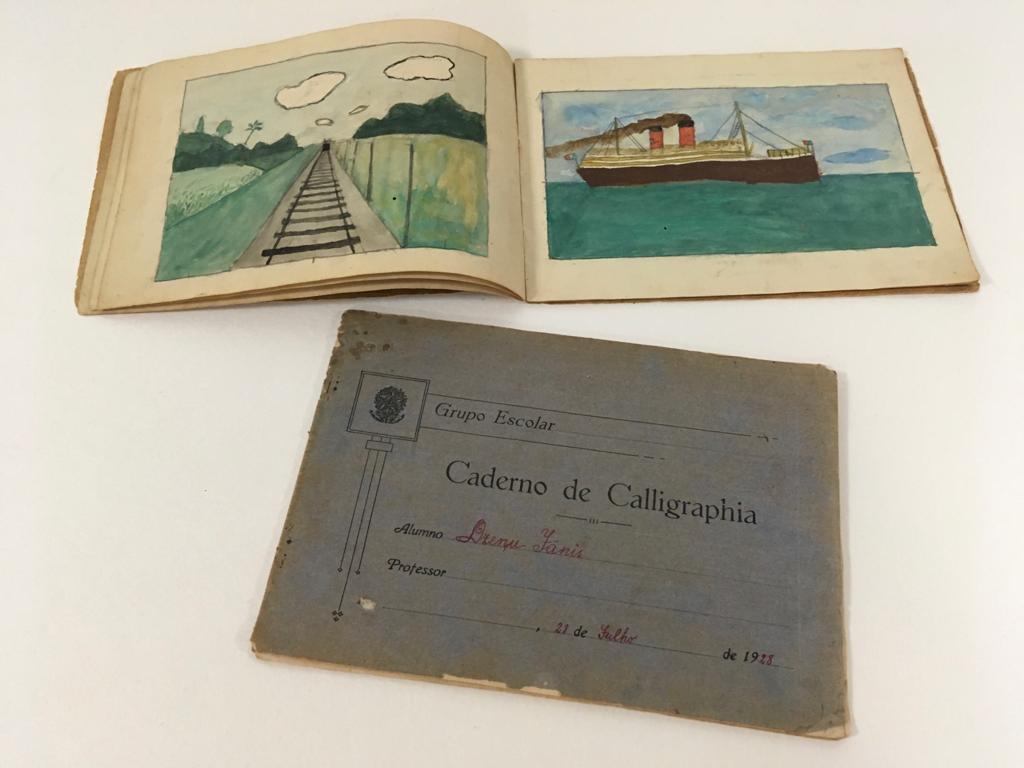 Grupo Escolar
Caderno de Calligraphia
Alumno
Professor
, 21 de Julho de 1928